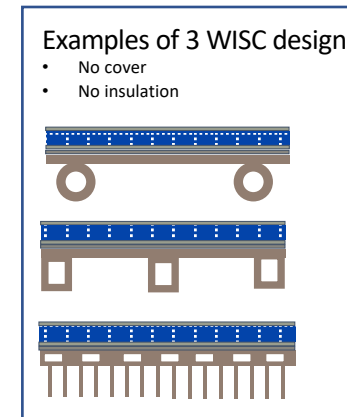 Examples of 3 WISC design
• No cover
• No insulation